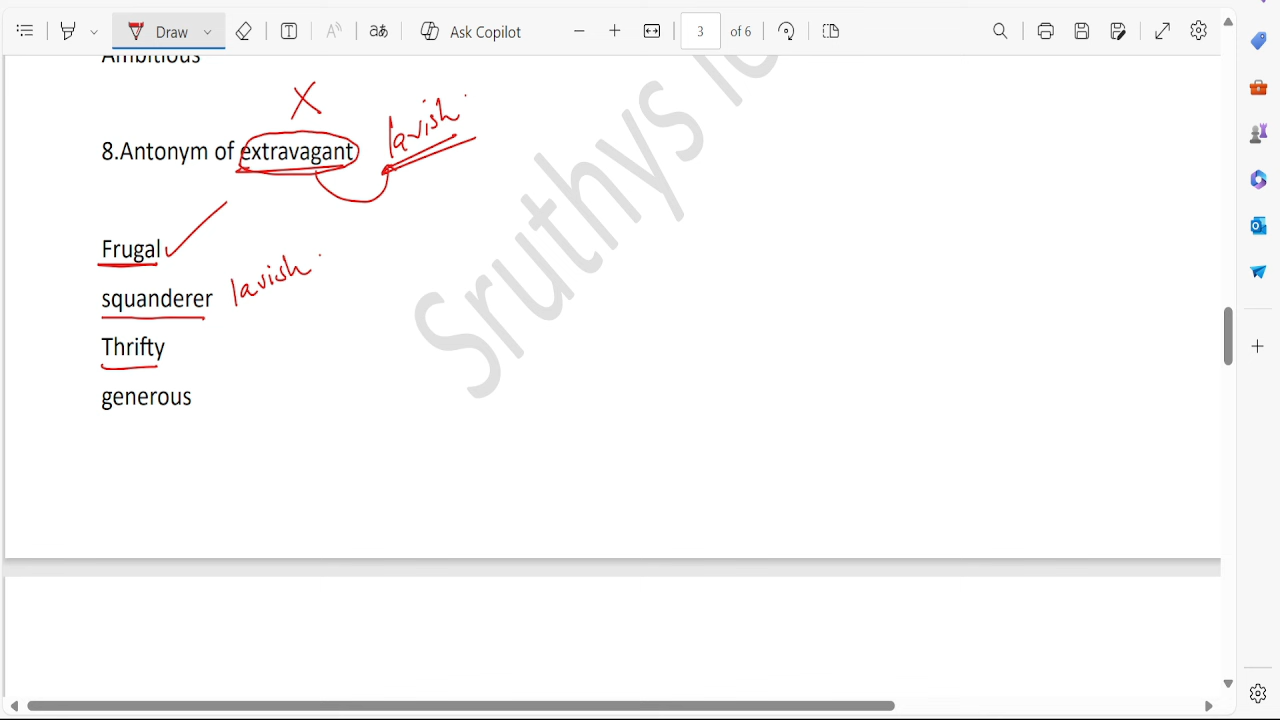 Draw
Ask Copilot
3 of 6
Ambitious
X
lavish
8.Antonym of extravagant
Frugal
lavish
squanderer
Thrifty
generous
Sruthys